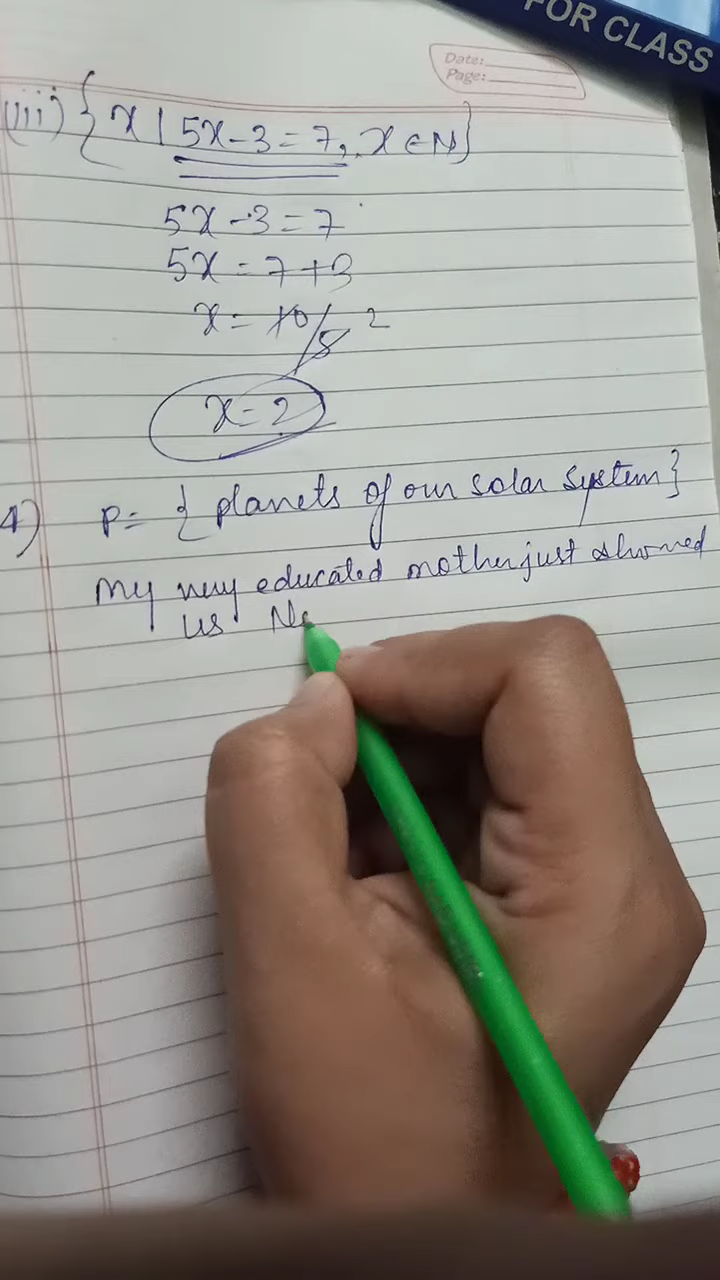 FOR CLASS
Date:
Page:
(iii) {x | 5x-3=7, x∈N}
5x-3=7
5x=7+3
x=10/5 2
x=2
4) P= {planets of our solar system}
My very educated mother just showed
us Ne